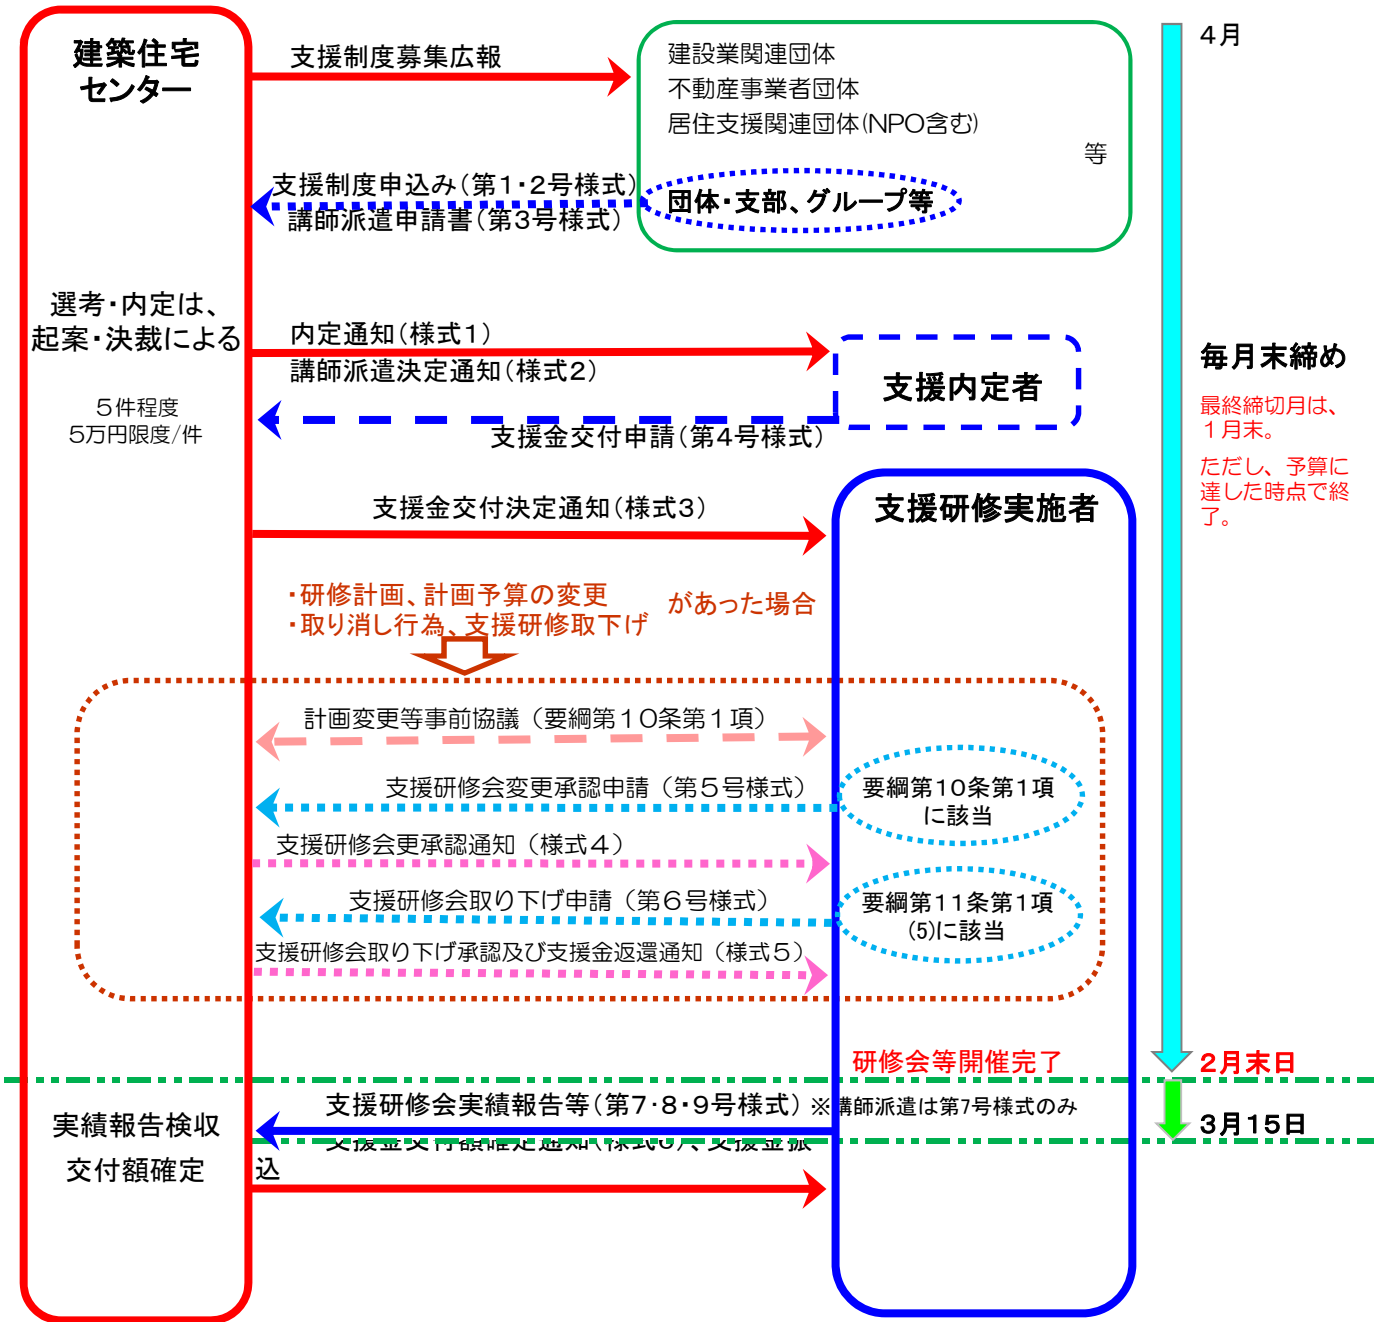 建築住宅
センター
支援制度募集広報
建設業関連団体
不動産事業者団体
居住支援関連団体(NPO含む)
等
4月
支援制度申込み(第1・2号様式)
団体・支部、グループ等
講師派遣申請書(第3号様式)
選考・内定は、
起案・決裁による
5件程度
5万円限度/件
内定通知(様式1)
講師派遣決定通知(様式2)
支援内定者
支援金交付申請(第4号様式)
毎月末締め
最終締切月は、
1月末。
ただし、予算に
達した時点で終
了。
支援金交付決定通知(様式3)
支援研修実施者
・研修計画、計画予算の変更
・取り消し行為、支援研修取下げ
があった場合
計画変更等事前協議（要綱第10条第1項）
支援研修会変更承認申請（第5号様式）
要綱第10条第1項
に該当
支援研修会更承認通知（様式4）
支援研修会取り下げ申請（第6号様式）
要綱第11条第1項
(5)に該当
支援研修会取り下げ承認及び支援金返還通知（様式5）
研修会等開催完了
2月末日
支援研修会実績報告等(第7・8・9号様式)
※講師派遣は第7号様式のみ
3月15日
実績報告検収
交付額確定
支援金交付額確定通知(様式6)、支援金振
込